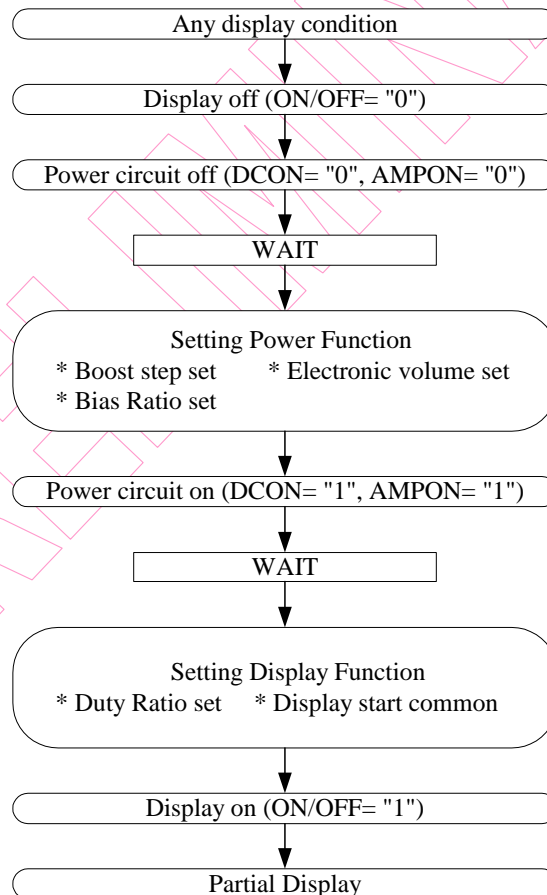 Any display condition
Display off (ON/OFF= "0")
Power circuit off (DCON= "0", AMPON= "0")
WAIT
Setting Power Function
* Boost step set * Electronic volume set
* Bias Ratio set
Power circuit on (DCON= "1", AMPON= "1")
WAIT
Setting Display Function
* Duty Ratio set * Display start common
Display on (ON/OFF= "1")
Partial Display